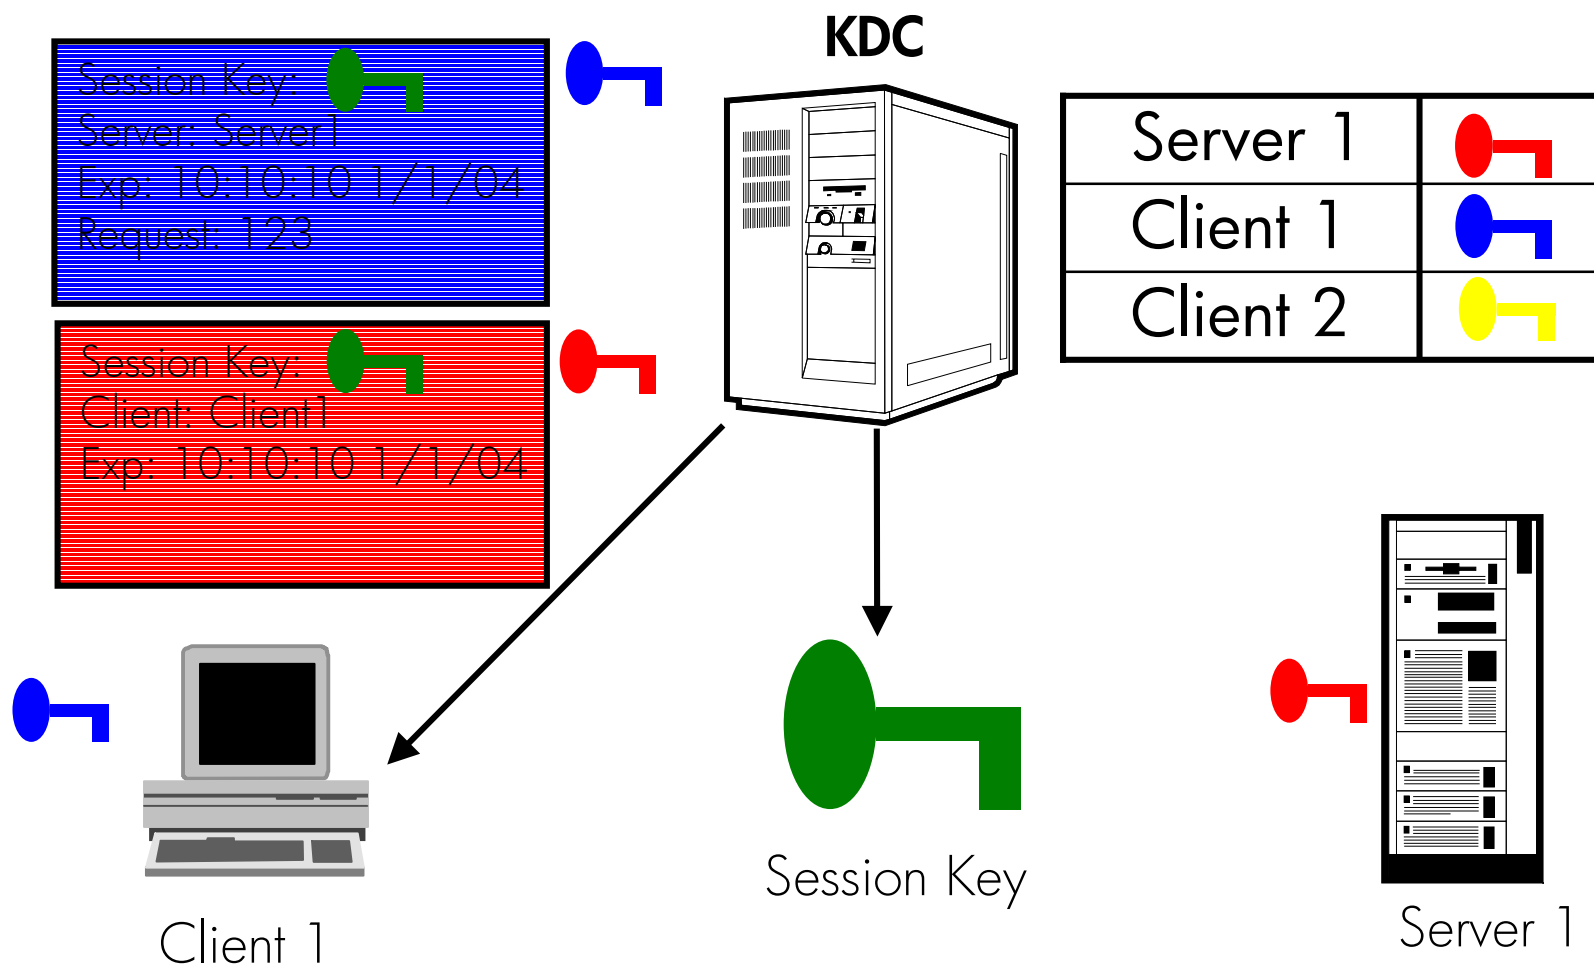 KDC
Session Key:
Server: Server1
Exp: 10:10:10 1/1/04
Request: 123
Session Key:
Client: Client1
Exp: 10:10:10 1/1/04
Server 1
Client 1
Client 2
Session Key
Client 1
Server 1